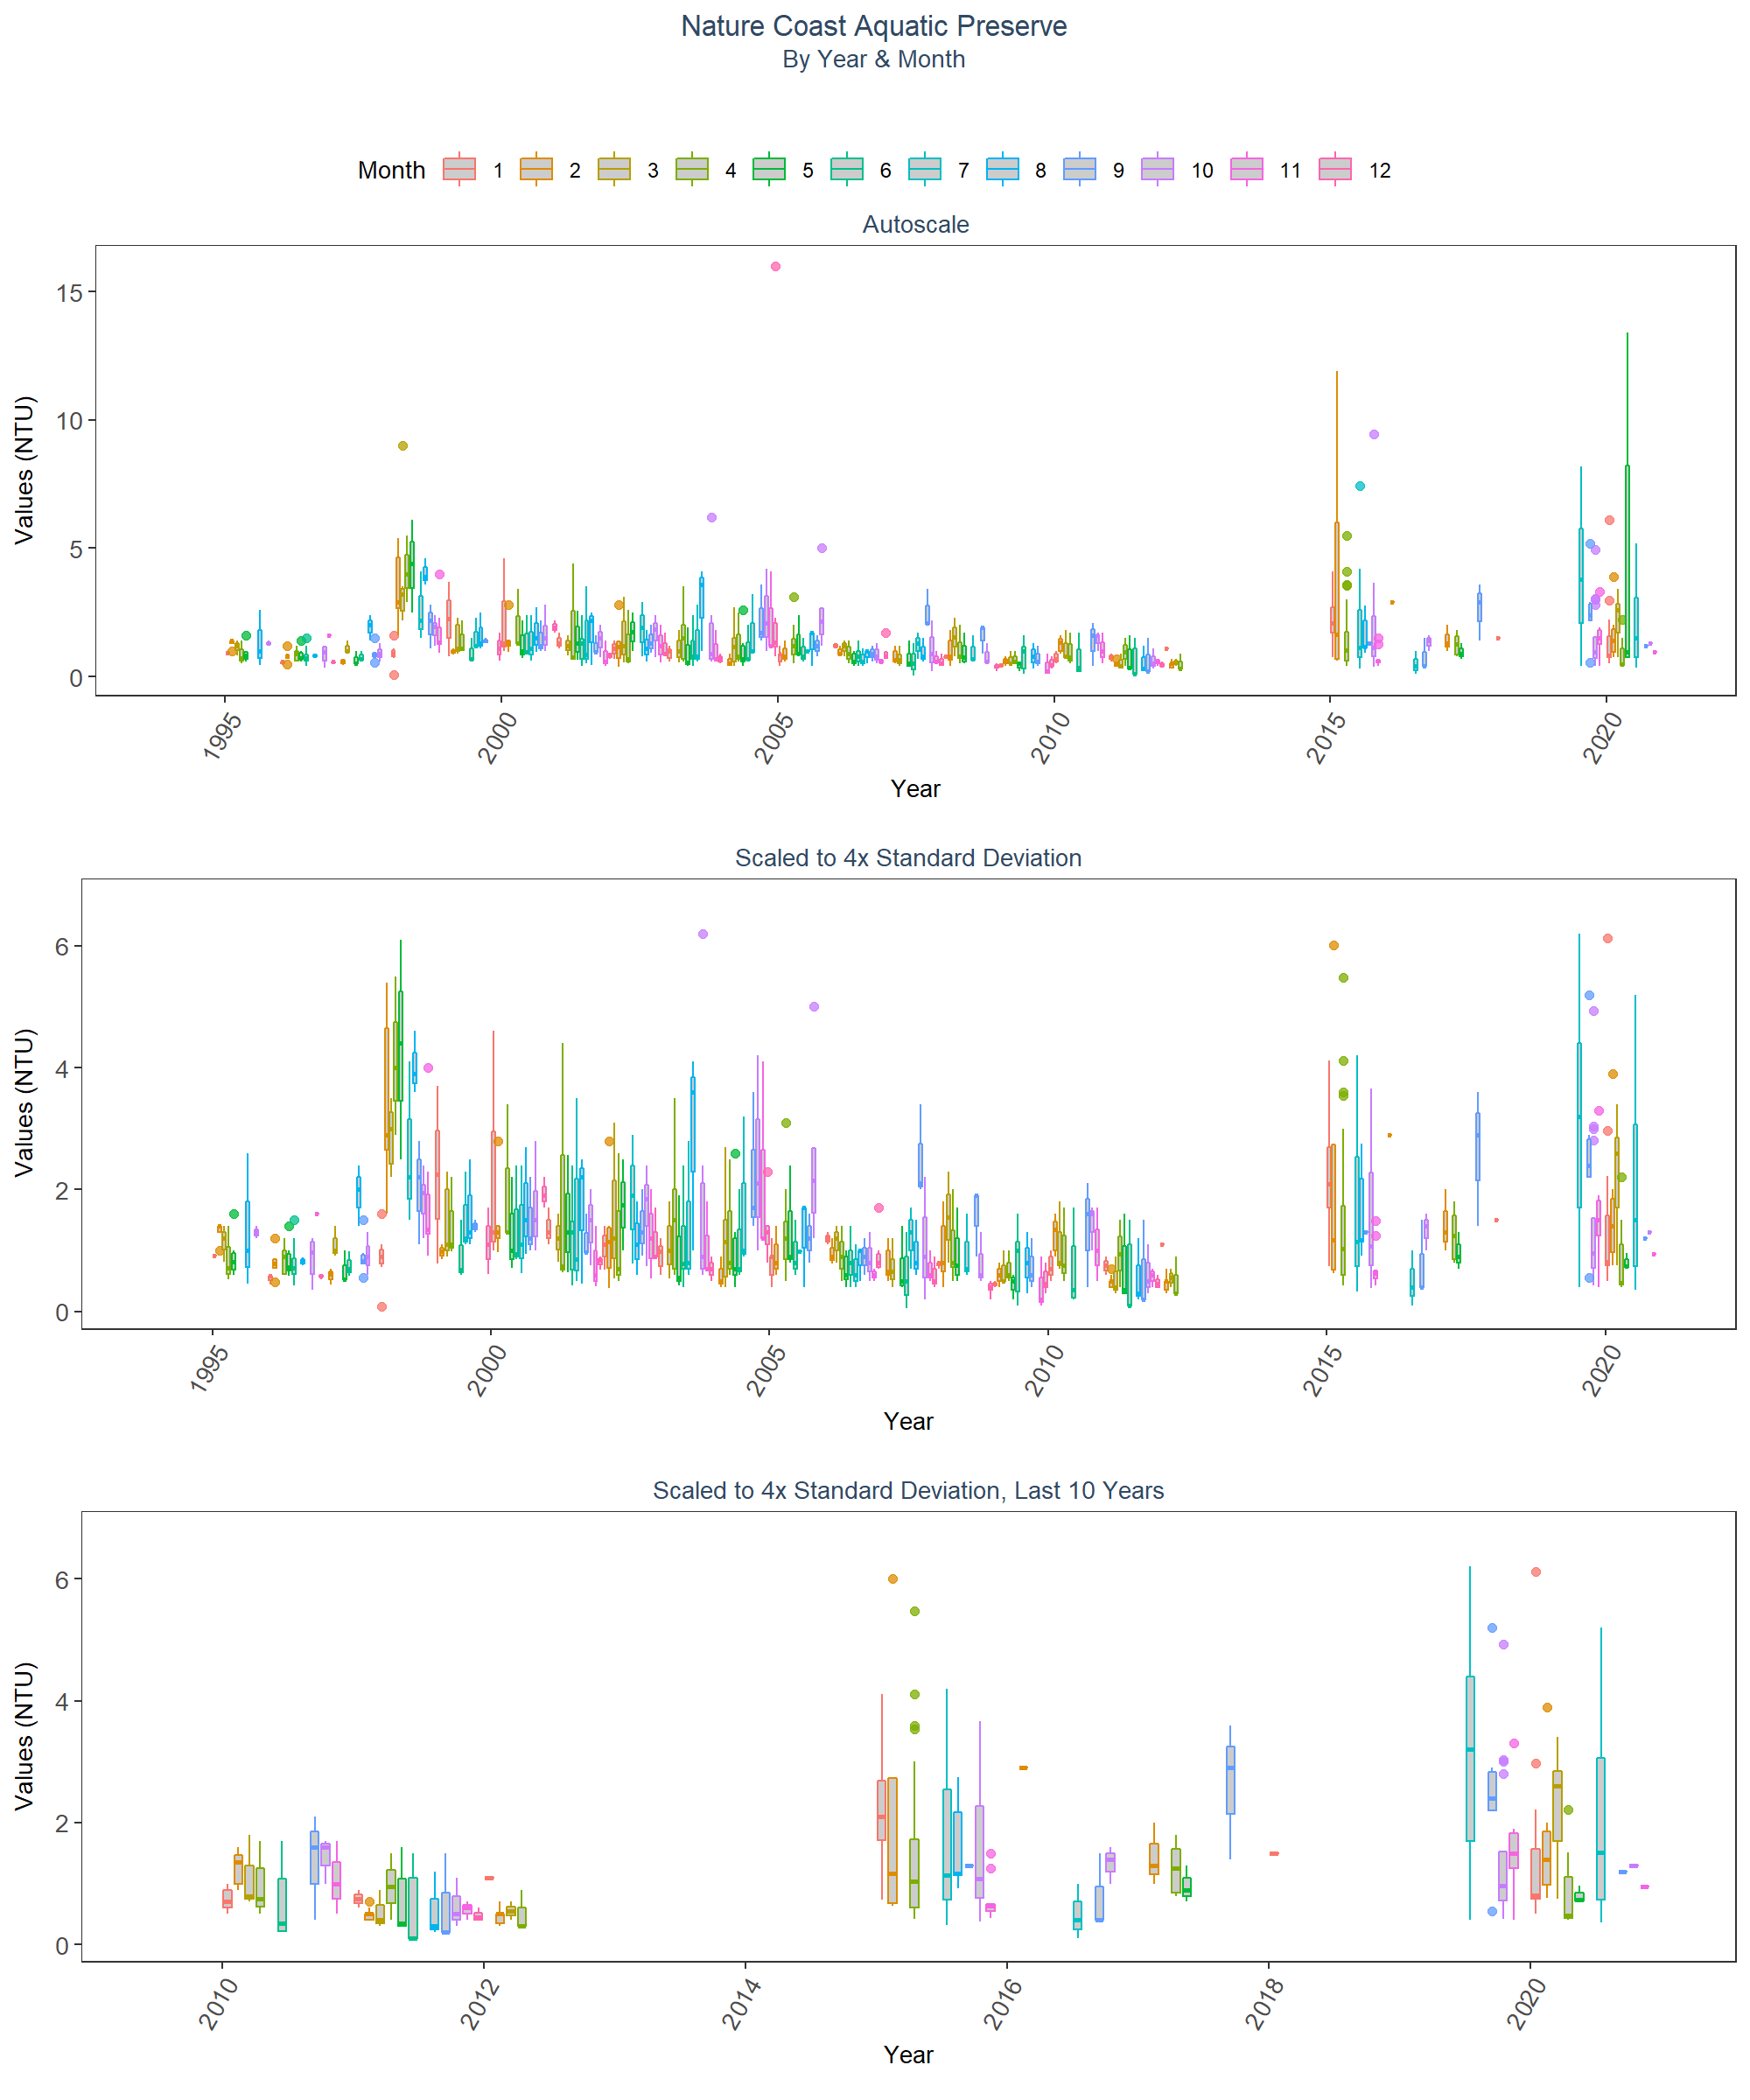 Nature Coast Aquatic Preserve
By Year & Month
Month 1 2 3 4 5 6 7 8 9 10 11 12
Autoscale
Values (NTU)
15
10
5
0
1995 2000 2005 2010 2015 2020
Year
Scaled to 4x Standard Deviation
Values (NTU)
6
4
2
0
1995 2000 2005 2010 2015 2020
Year
Scaled to 4x Standard Deviation, Last 10 Years
Values (NTU)
6
4
2
0
2010 2012 2014 2016 2018 2020
Year